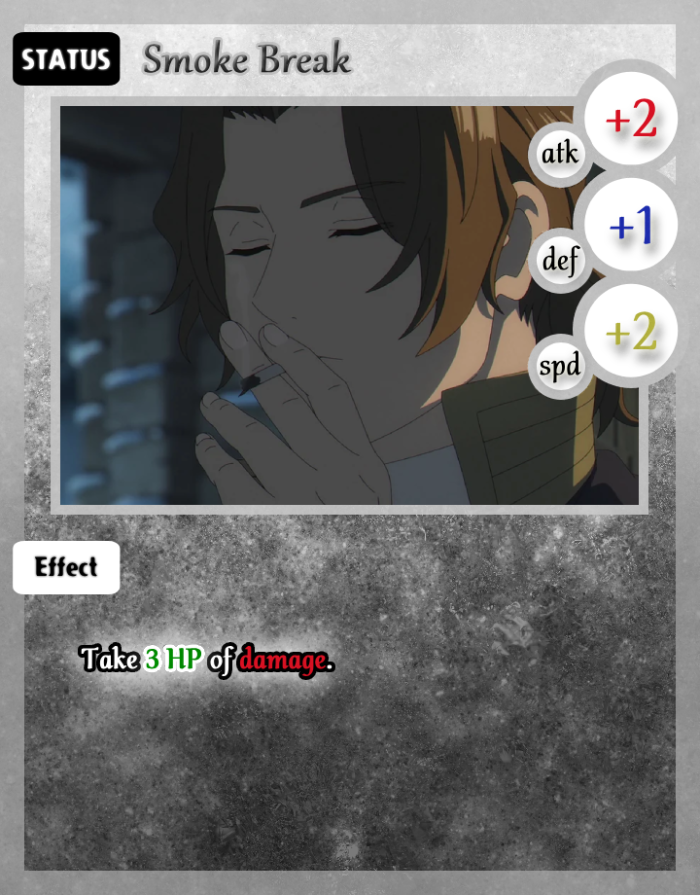 STATUS Smoke Break
+2
atk
+1
def
+2
spd
Effect
Take 3 HP of damage.